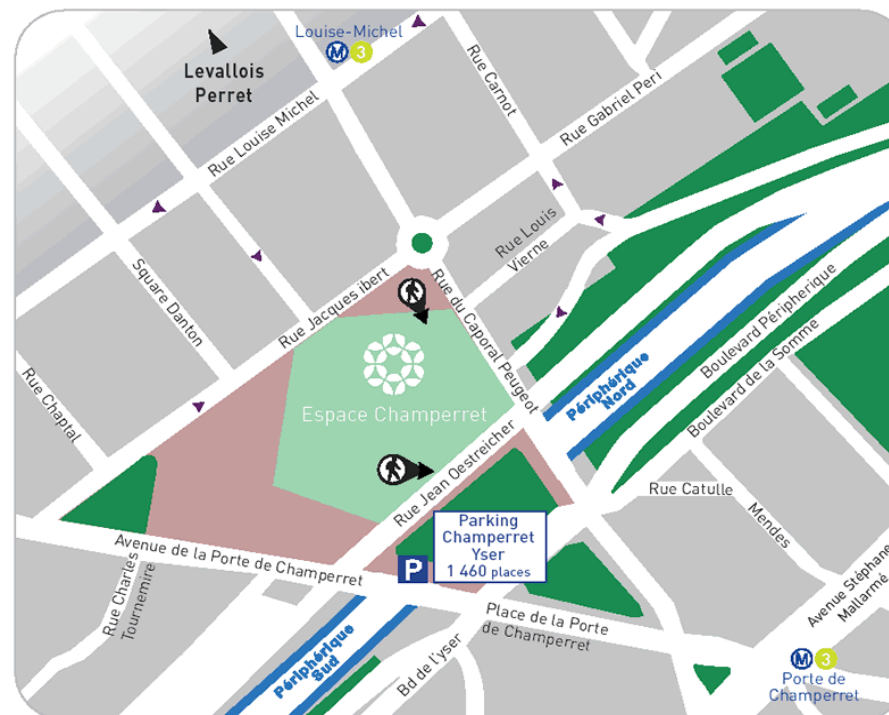 Louise-Michel
M 3
Levallois
Perret
Rue Carnot
Rue Louise Michel
Rue Gabriel Peri
Rue Louis
Vierne
Square Danton
Rue Jacques ibert
Rue du Caporal Peugeot
Rue Chaptal
Espace Champerret
Périphérique
Nord
Boulevard Péripherique
Boulevard de la Somme
Rue Jean Oestreicher
Rue Catulle
Mendes
Parking
Champerret
Yser
1 460 places
P
Avenue de la Porte de Champerret
Rue Charles
Tournemire
Place de la Porte
de Champerret
Avenue Stéphane
Mallarmé
Périphérique
Sud
Bd de l'yser
M 3
Porte de
Champerret